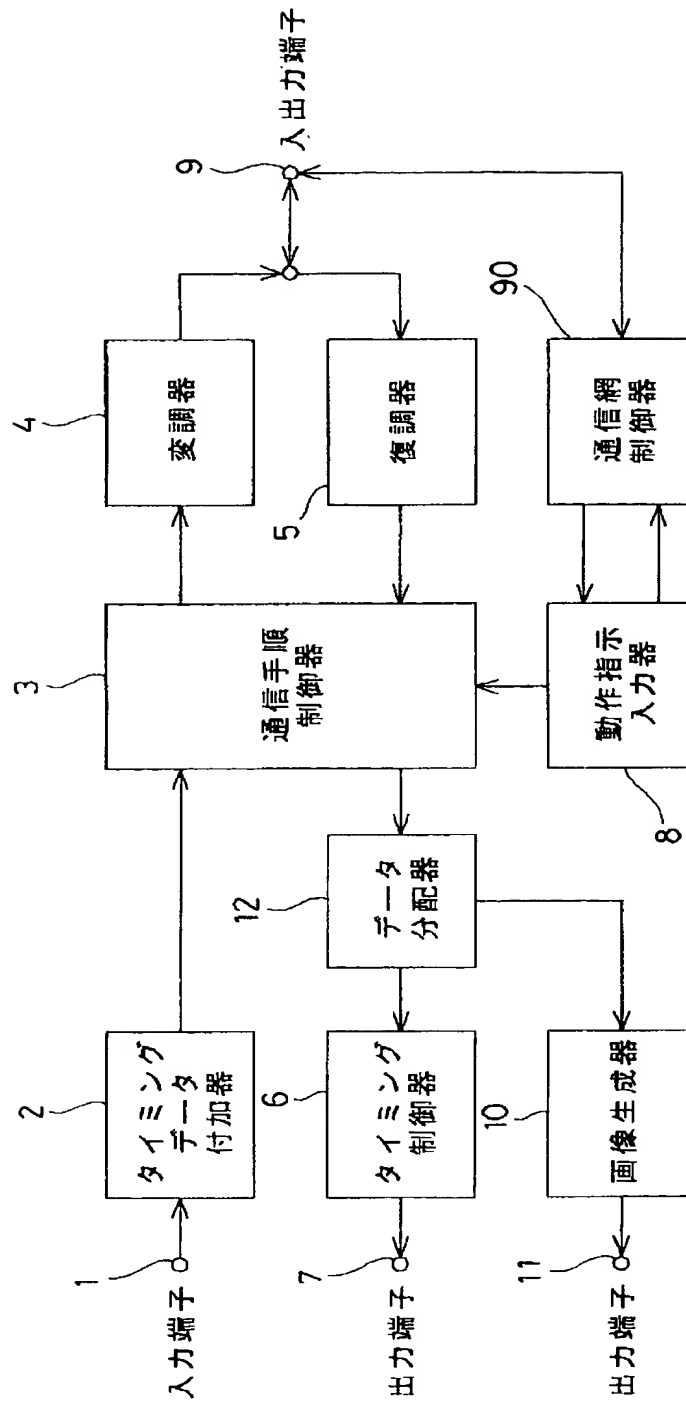 1
入力端子
2
タイミング
データ
付加器
3
通信手順
制御器
4
変調器
9
入出力端子
5
復調器
12
データ
分配器
6
タイミング
制御器
7
出力端子
10
画像生成器
11
出力端子
8
動作指示
入力器
90
通信網
制御器